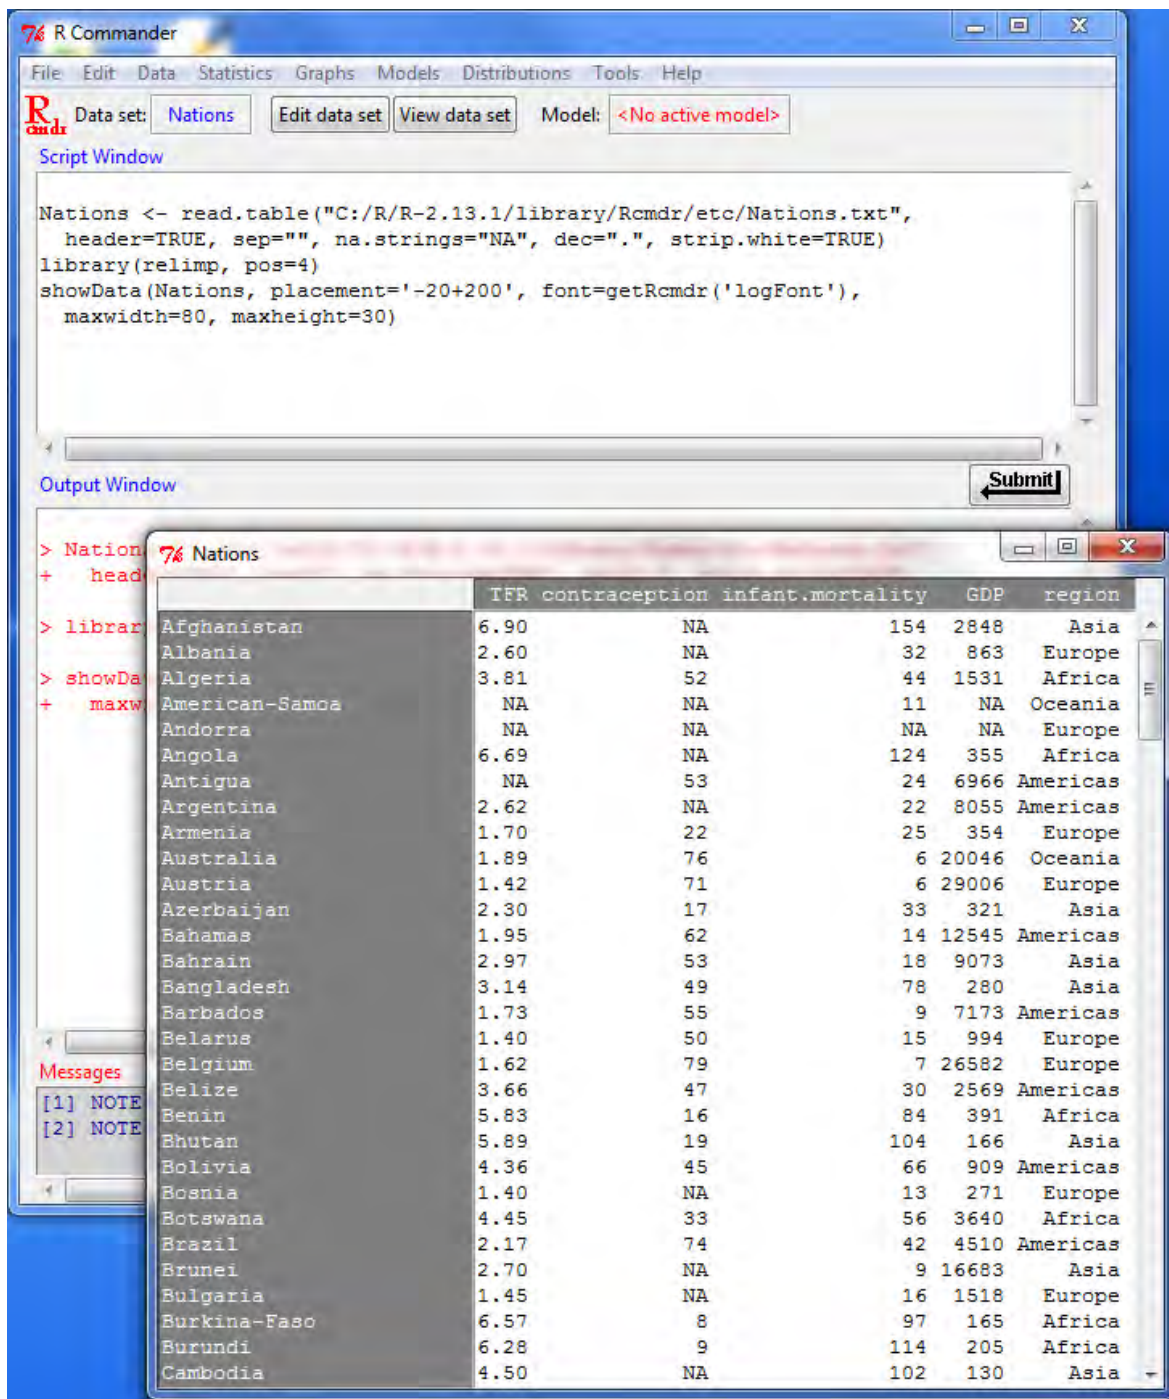 R Commander
File Edit Data Statistics Graphs Models Distributions Tools Help
R cmdr Data set: Nations Edit data set View data set Model: <No active model>
Script Window
Nations <- read.table("C:/R/R-2.13.1/library/Rcmdr/etc/Nations.txt",
header=TRUE, sep="", na.strings="NA", dec=".", strip.white=TRUE)
library(relimp, pos=4)
showData(Nations, placement='-20+200', font=getRcmdr('logFont'),
maxwidth=80, maxheight=30)
Output Window Submit
> Nation
+ head
> librar
> showDa
+ maxw
Messages
[1] NOTE
[2] NOTE
Nations
TFR contraception infant.mortality GDP region
Afghanistan 6.90 NA 154 2848 Asia
Albania 2.60 NA 32 863 Europe
Algeria 3.81 52 44 1531 Africa
American-Samoa NA NA 11 NA Oceania
Andorra NA NA NA NA Europe
Angola 6.69 NA 124 355 Africa
Antigua NA 53 24 6966 Americas
Argentina 2.62 NA 22 8055 Americas
Armenia 1.70 22 25 354 Europe
Australia 1.89 76 6 20046 Oceania
Austria 1.42 71 6 29006 Europe
Azerbaijan 2.30 17 33 321 Asia
Bahamas 1.95 62 14 12545 Americas
Bahrain 2.97 53 18 9073 Asia
Bangladesh 3.14 49 78 280 Asia
Barbados 1.73 55 9 7173 Americas
Belarus 1.40 50 15 994 Europe
Belgium 1.62 79 7 26582 Europe
Belize 3.66 47 30 2569 Americas
Benin 5.83 16 84 391 Africa
Bhutan 5.89 19 104 166 Asia
Bolivia 4.36 45 66 909 Americas
Bosnia 1.40 NA 13 271 Europe
Botswana 4.45 33 56 3640 Africa
Brazil 2.17 74 42 4510 Americas
Brunei 2.70 NA 9 16683 Asia
Bulgaria 1.45 NA 16 1518 Europe
Burkina-Faso 6.57 8 97 165 Africa
Burundi 6.28 9 114 205 Africa
Cambodia 4.50 NA 102 130 Asia